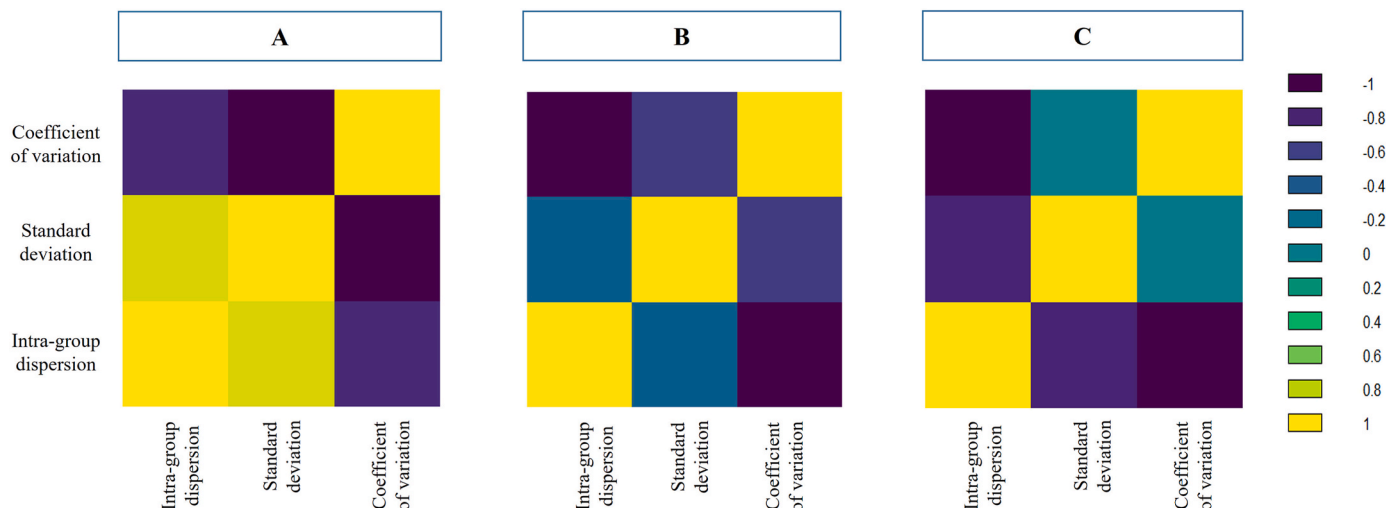 A
B
C
Coefficient
of variation
Standard
deviation
Intra-group
dispersion
Intra-group
dispersion
Standard
deviation
Coefficient
of variation
Intra-group
dispersion
Standard
deviation
Coefficient
of variation
Intra-group
dispersion
Standard
deviation
Coefficient
of variation
-1
-0.8
-0.6
-0.4
-0.2
0
0.2
0.4
0.6
0.8
1